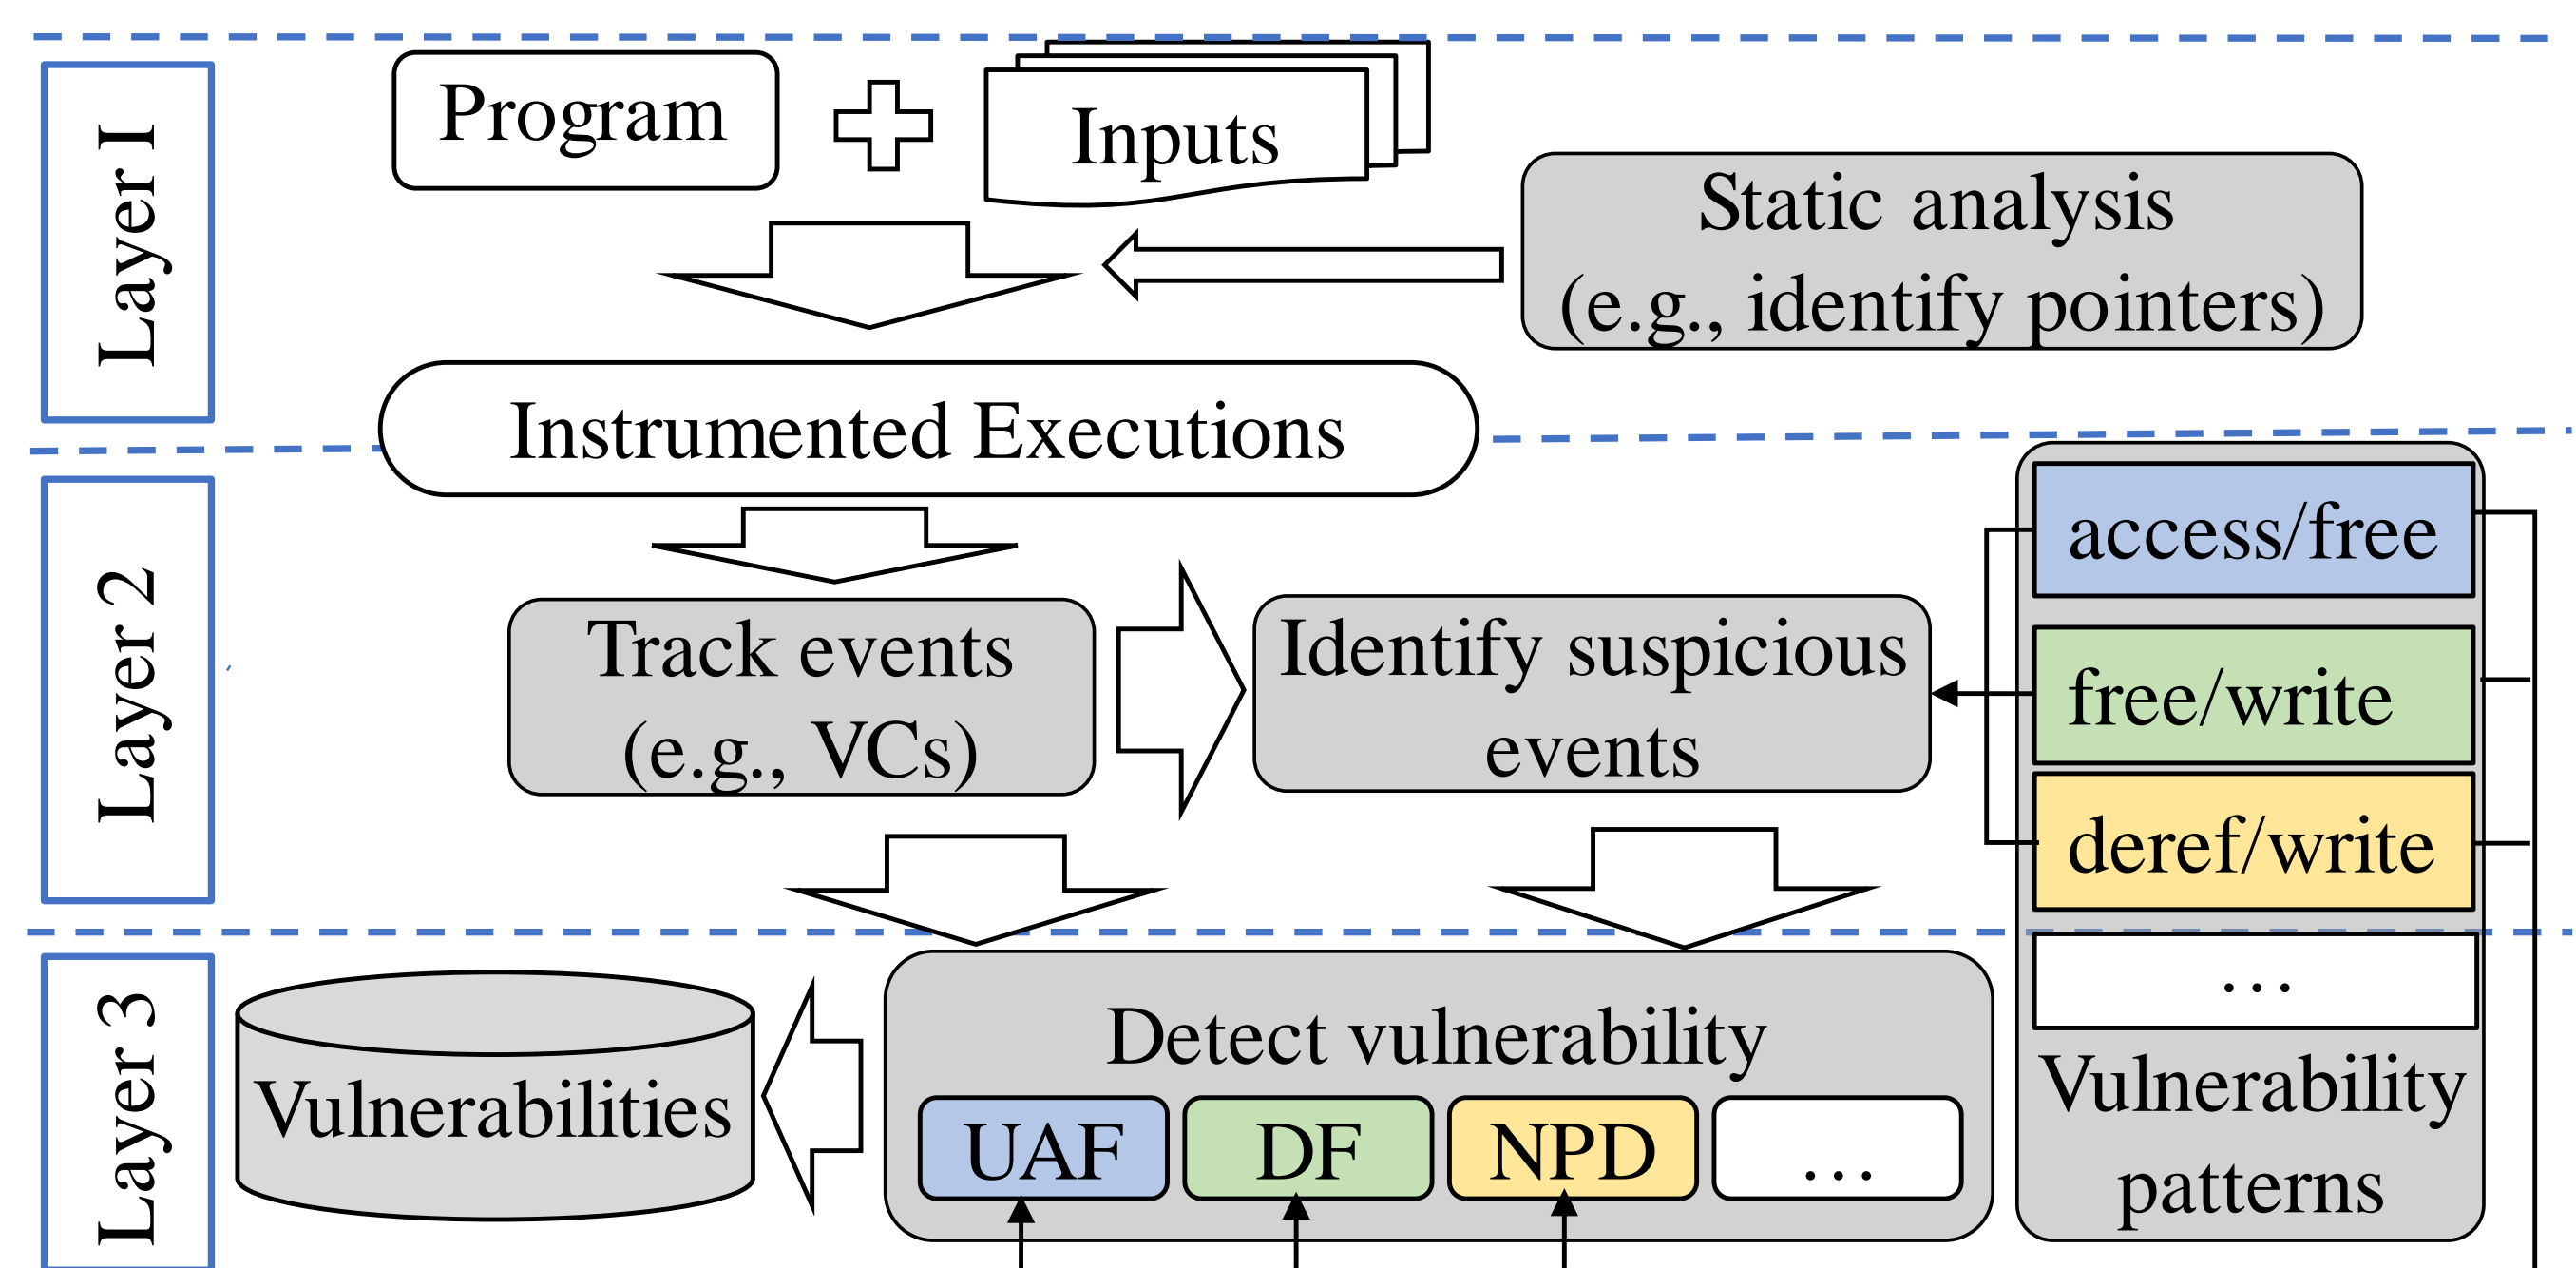 Layer I
Program
Inputs
Static analysis
(e.g., identify pointers)
Instrumented Executions
Layer 2
Track events
(e.g., VCs)
Identify suspicious
events
access/free
free/write
deref/write
...
Vulnerability
patterns
Layer 3
Vulnerabilities
Detect vulnerability
UAF
DF
NPD
...